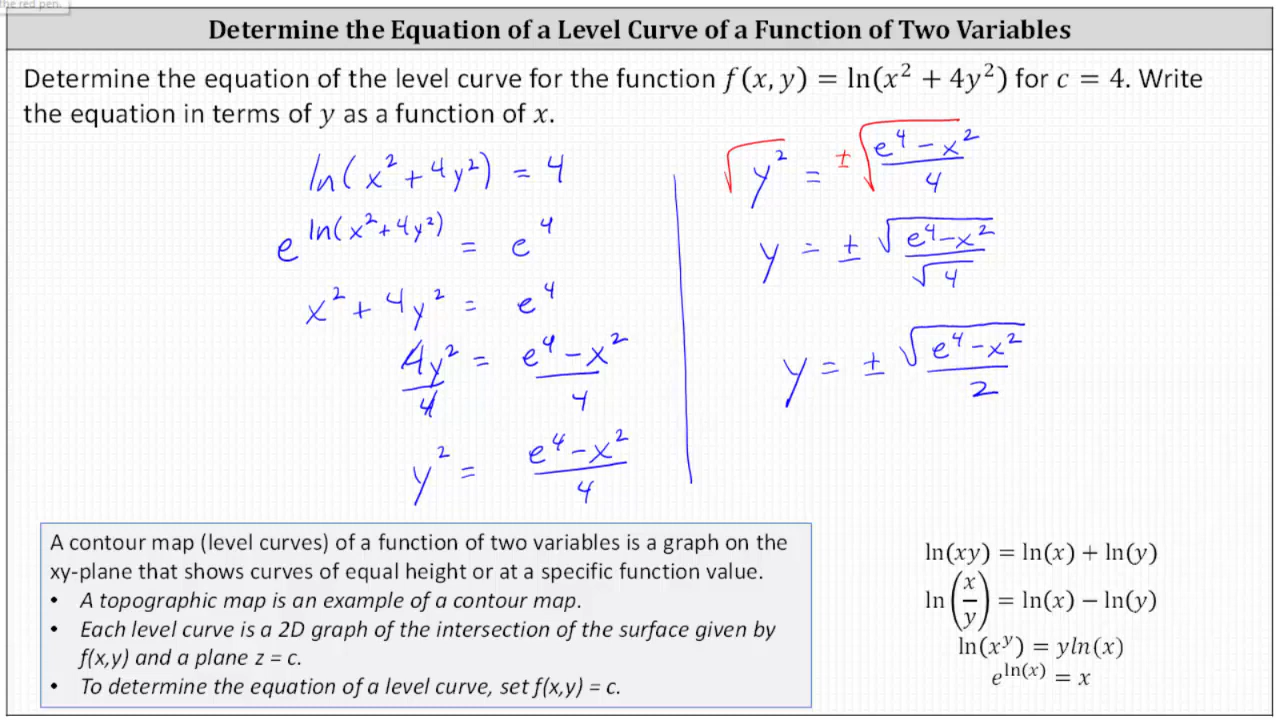 the red pen.
Determine the Equation of a Level Curve of a Function of Two Variables
Determine the equation of the level curve for the function f(x, y) = ln(x² + 4y²) for c = 4. Write
the equation in terms of y as a function of x.
ln(x² + 4y²) = 4
e^(ln(x²+4y²)) = e⁴
x² + 4y² = e⁴
4y²/4 = (e⁴ − x²)/4
y² = (e⁴ − x²)/4
√y² = ±√((e⁴ − x²)/4)
y = ± √(e⁴−x²)/√4
y = ± √(e⁴−x²)/2
A contour map (level curves) of a function of two variables is a graph on the
xy-plane that shows curves of equal height or at a specific function value.
• A topographic map is an example of a contour map.
• Each level curve is a 2D graph of the intersection of the surface given by
f(x,y) and a plane z = c.
• To determine the equation of a level curve, set f(x,y) = c.
ln(xy) = ln(x) + ln(y)
ln(x/y) = ln(x) − ln(y)
ln(x^y) = yln(x)
e^ln(x) = x